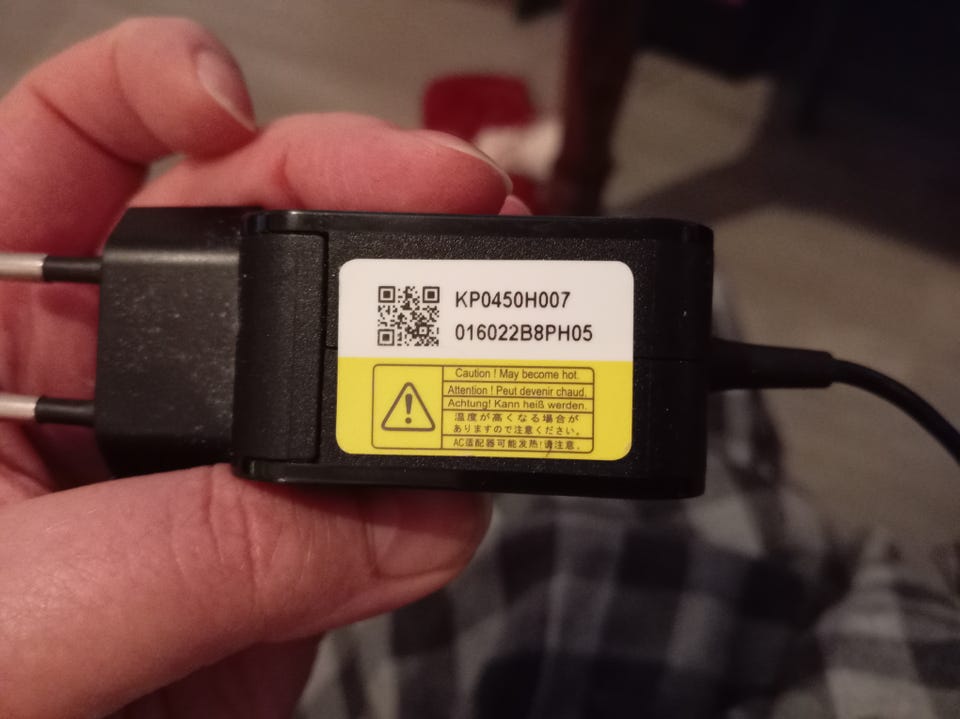 KP0450H007
016022B8PH05
Caution ! May become hot.
Attention ! Peut devenir chaud.
Achtung! Kann heiß werden.
温度が高くなる場合が
ありますので注意ください。
AC适配器可能发热!请注意.